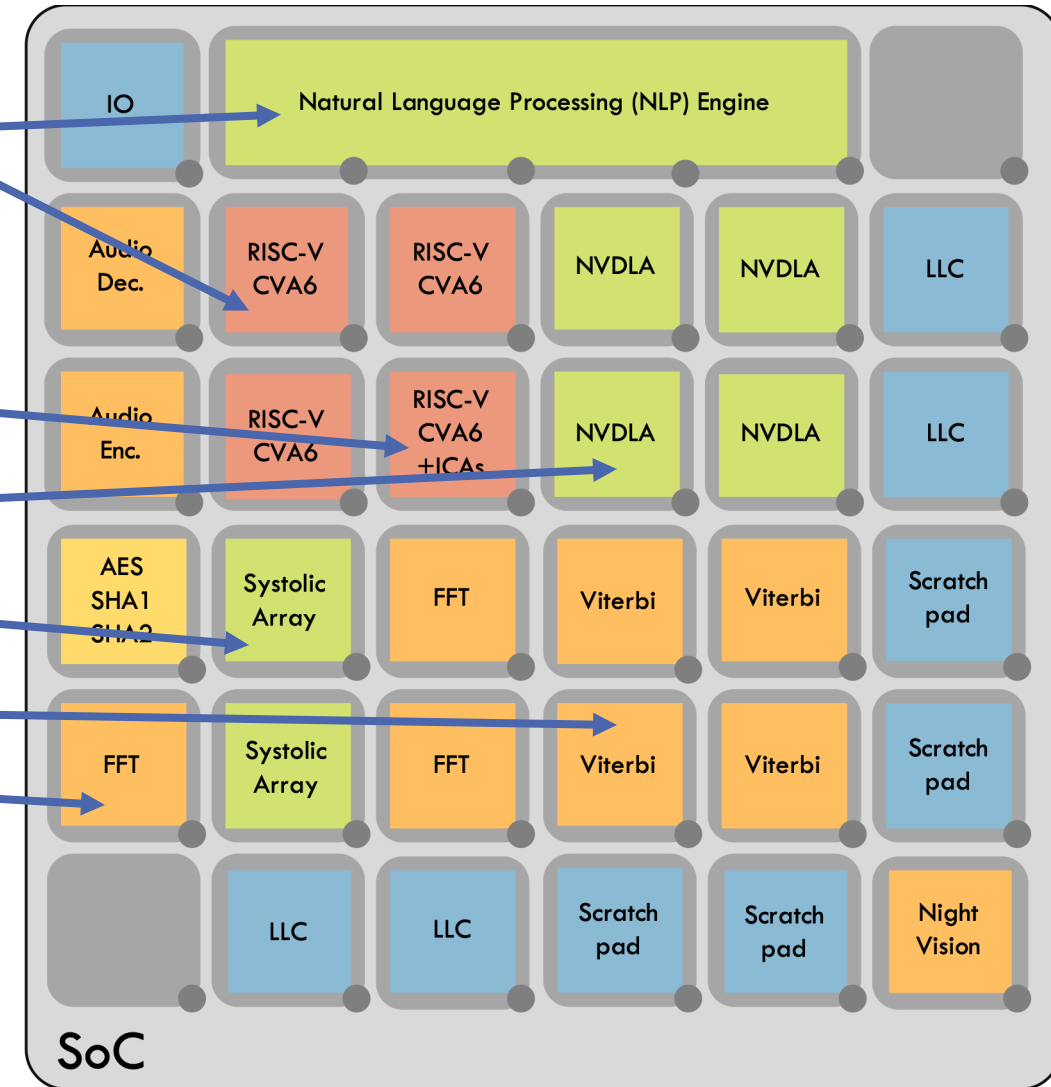 IO
Natural Language Processing (NLP) Engine
Audio
Dec.
RISC-V
CVA6
RISC-V
CVA6
NVDLA
NVDLA
LLC
Audio
Enc.
RISC-V
CVA6
RISC-V
CVA6
+ICAs
NVDLA
NVDLA
LLC
AES
SHA1
SHA2
Systolic
Array
FFT
Viterbi
Viterbi
Scratch
pad
FFT
Systolic
Array
FFT
Viterbi
Viterbi
Scratch
pad
LLC
LLC
Scratch
pad
Scratch
pad
Night
Vision
SoC